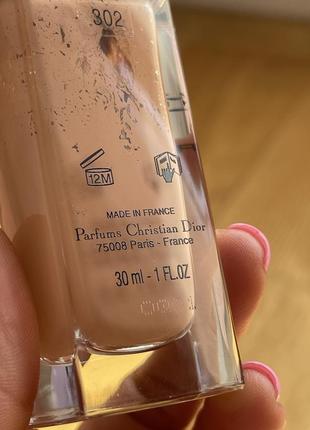 302
12M
MADE IN FRANCE
Parfums Christian Dior
75008 Paris - France
30 ml - 1 FL.OZ